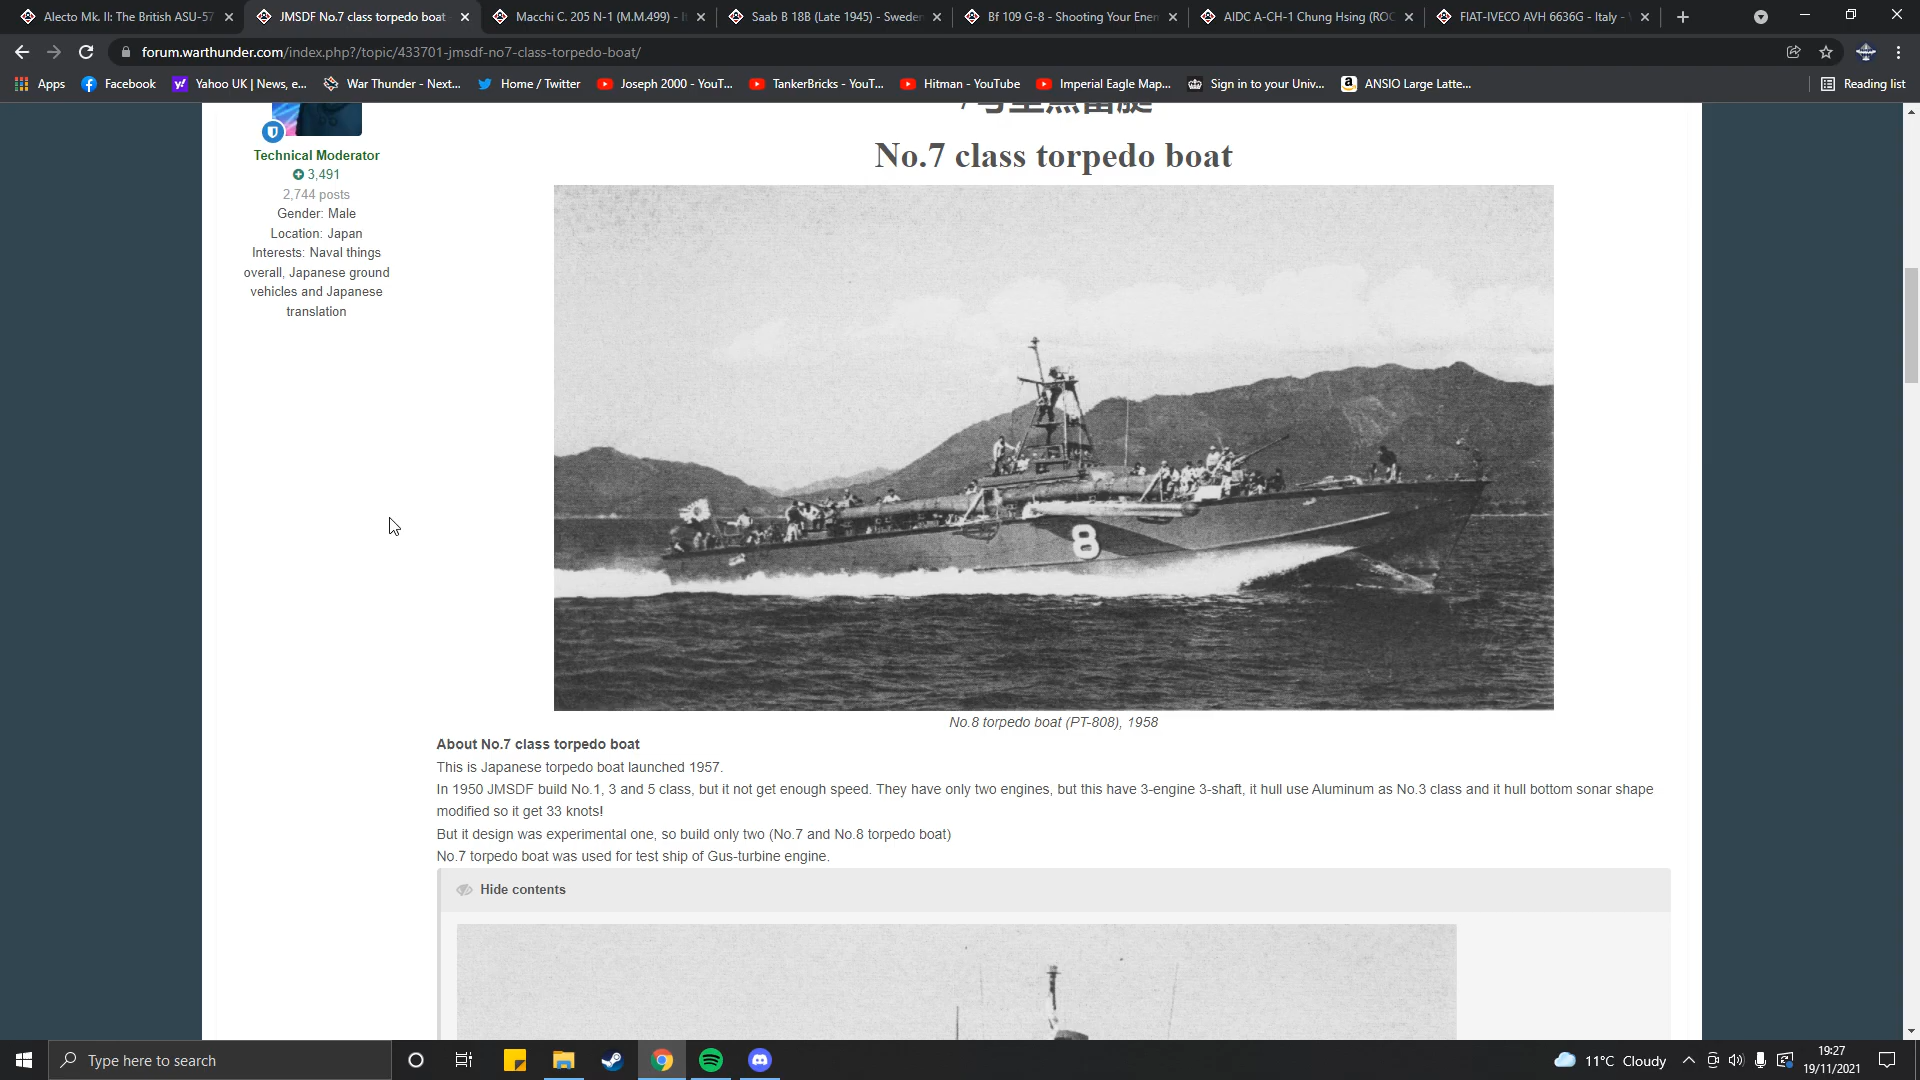 Alecto Mk. II: The British ASU-57
JMSDF No.7 class torpedo boat
Macchi C. 205 N-1 (M.M.499) - I
Saab B 18B (Late 1945) - Sweden
Bf 109 G-8 - Shooting Your Enem
AIDC A-CH-1 Chung Hsing (ROC
FIAT-IVECO AVH 6636G - Italy -
forum.warthunder.com/index.php?/topic/433701-jmsdf-no7-class-torpedo-boat/
Apps
Facebook
Yahoo UK | News, e...
War Thunder - Next...
Home / Twitter
Joseph 2000 - YouT...
TankerBricks - YouT...
Hitman - YouTube
Imperial Eagle Map...
Sign in to your Univ...
ANSIO Large Latte...
Reading list
Technical Moderator
3,491
2,744 posts
Gender: Male
Location: Japan
Interests: Naval things
overall, Japanese ground
vehicles and Japanese
translation
No.7 class torpedo boat
8
No.8 torpedo boat (PT-808), 1958
About No.7 class torpedo boat
This is Japanese torpedo boat launched 1957.
In 1950 JMSDF build No.1, 3 and 5 class, but it not get enough speed. They have only two engines, but this have 3-engine 3-shaft, it hull use Aluminum as No.3 class and it hull bottom sonar shape
modified so it get 33 knots!
But it design was experimental one, so build only two (No.7 and No.8 torpedo boat)
No.7 torpedo boat was used for test ship of Gus-turbine engine.
Hide contents
Type here to search
11°C Cloudy
19:27
19/11/2021